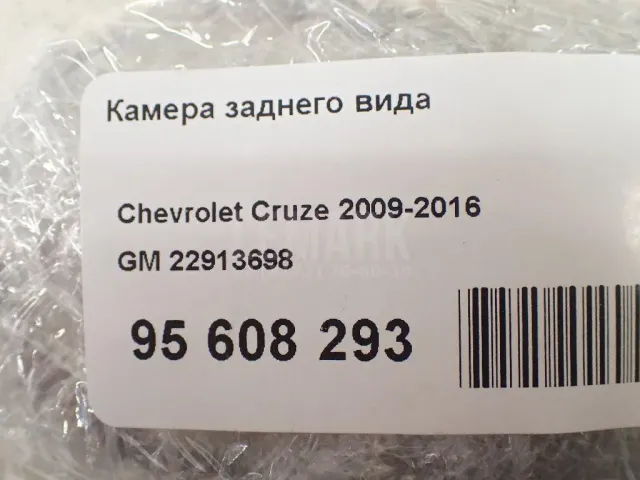 Камера заднего вида
Chevrolet Cruze 2009-2016
GM 22913698
95 608 293